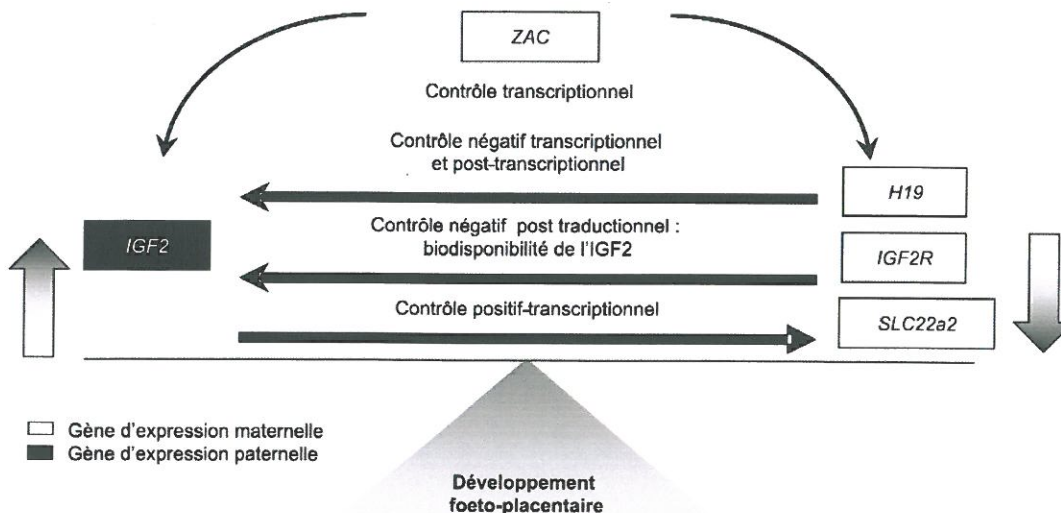 ZAC
Contrôle transcriptionnel
Contrôle négatif transcriptionnel
et post-transcriptionnel
H19
IGF2
Contrôle négatif post traductionnel :
biodisponibilité de l'IGF2
IGF2R
Contrôle positif-transcriptionnel
SLC22a2
Gène d'expression maternelle
Gène d'expression paternelle
Développement
foeto-placentaire